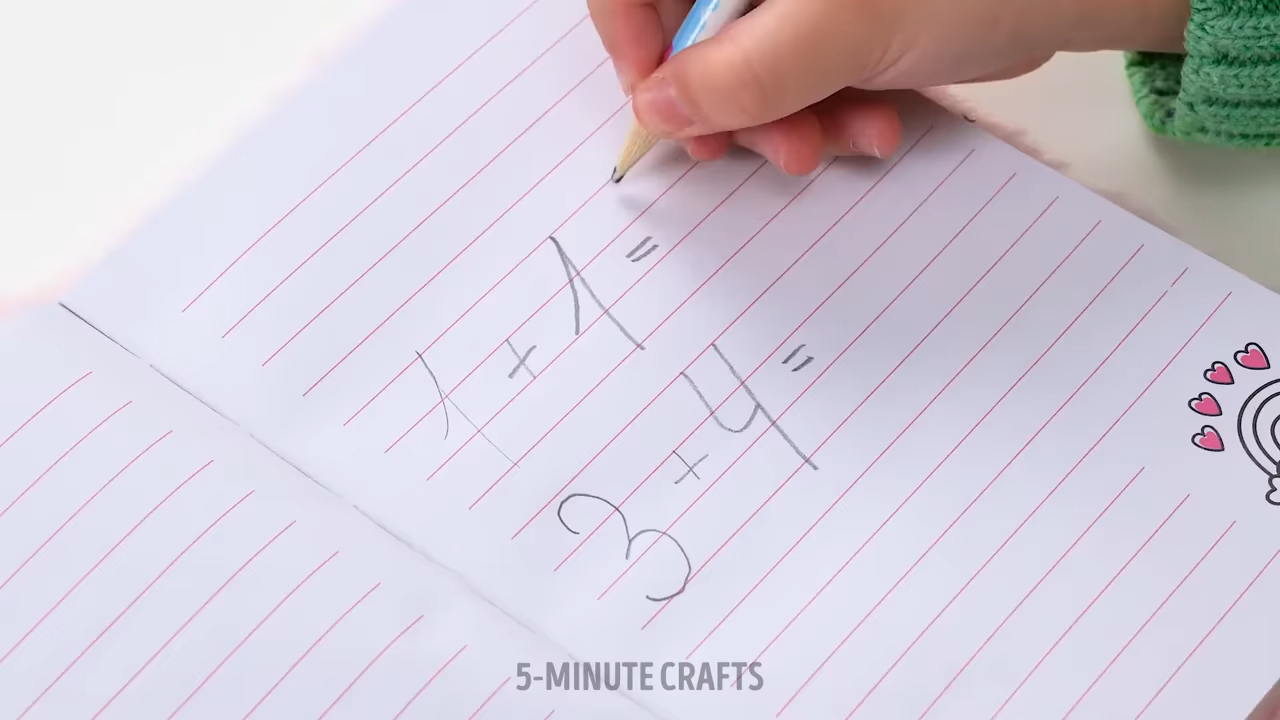 1 + 1 =
3 + 4 =
5-MINUTE CRAFTS